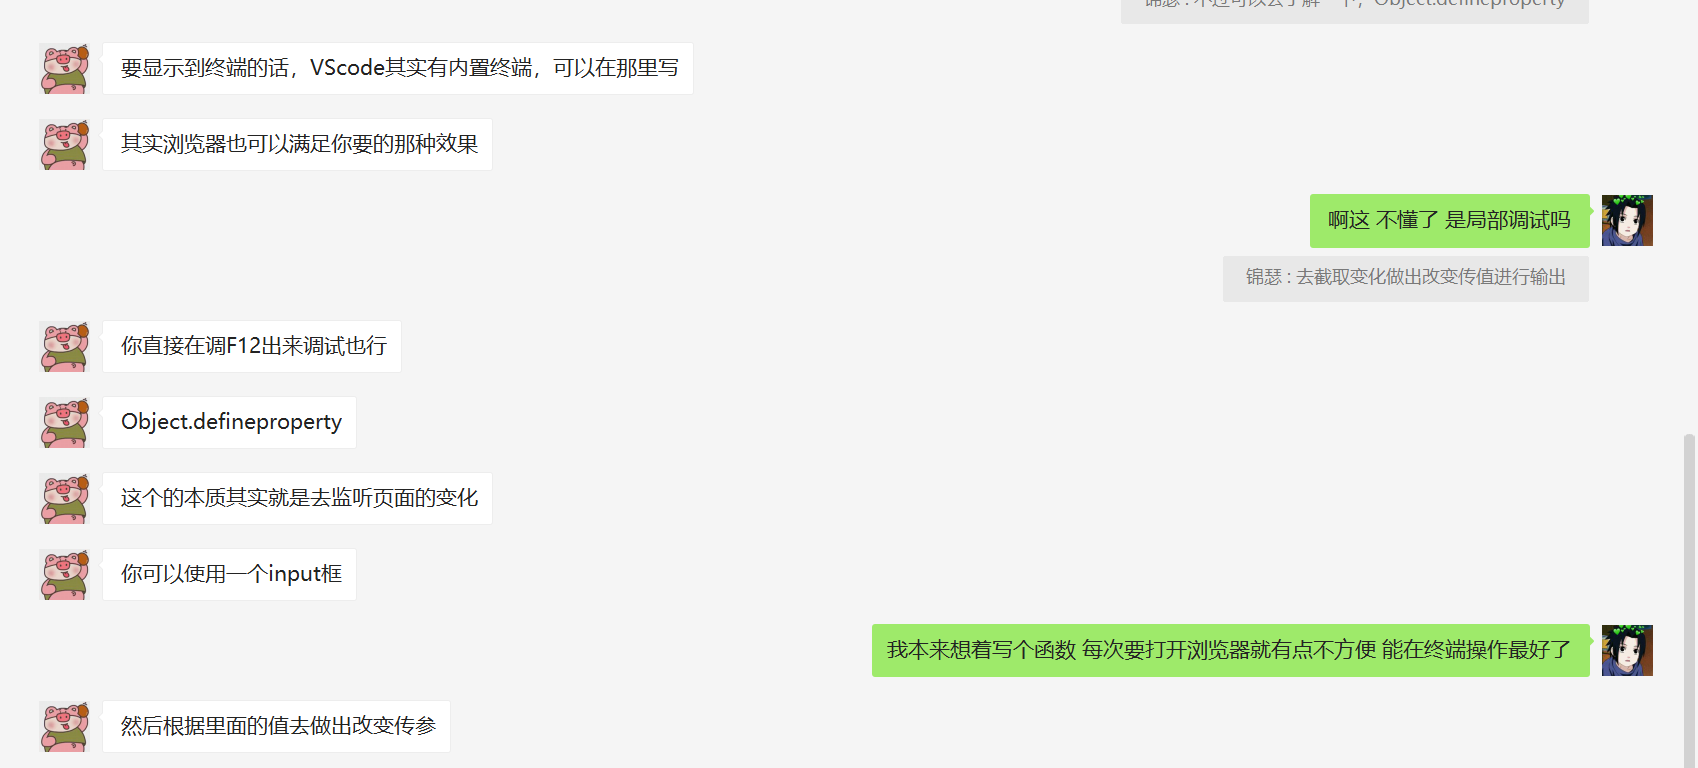 锦瑟 : 不过可以去了解一下，Object.defineproperty
要显示到终端的话，VScode其实有内置终端，可以在那里写
其实浏览器也可以满足你要的那种效果
啊这 不懂了 是局部调试吗
锦瑟 : 去截取变化做出改变传值进行输出
你直接在调F12出来调试也行
Object.defineproperty
这个的本质其实就是去监听页面的变化
你可以使用一个input框
我本来想着写个函数 每次要打开浏览器就有点不方便 能在终端操作最好了
然后根据里面的值去做出改变传参